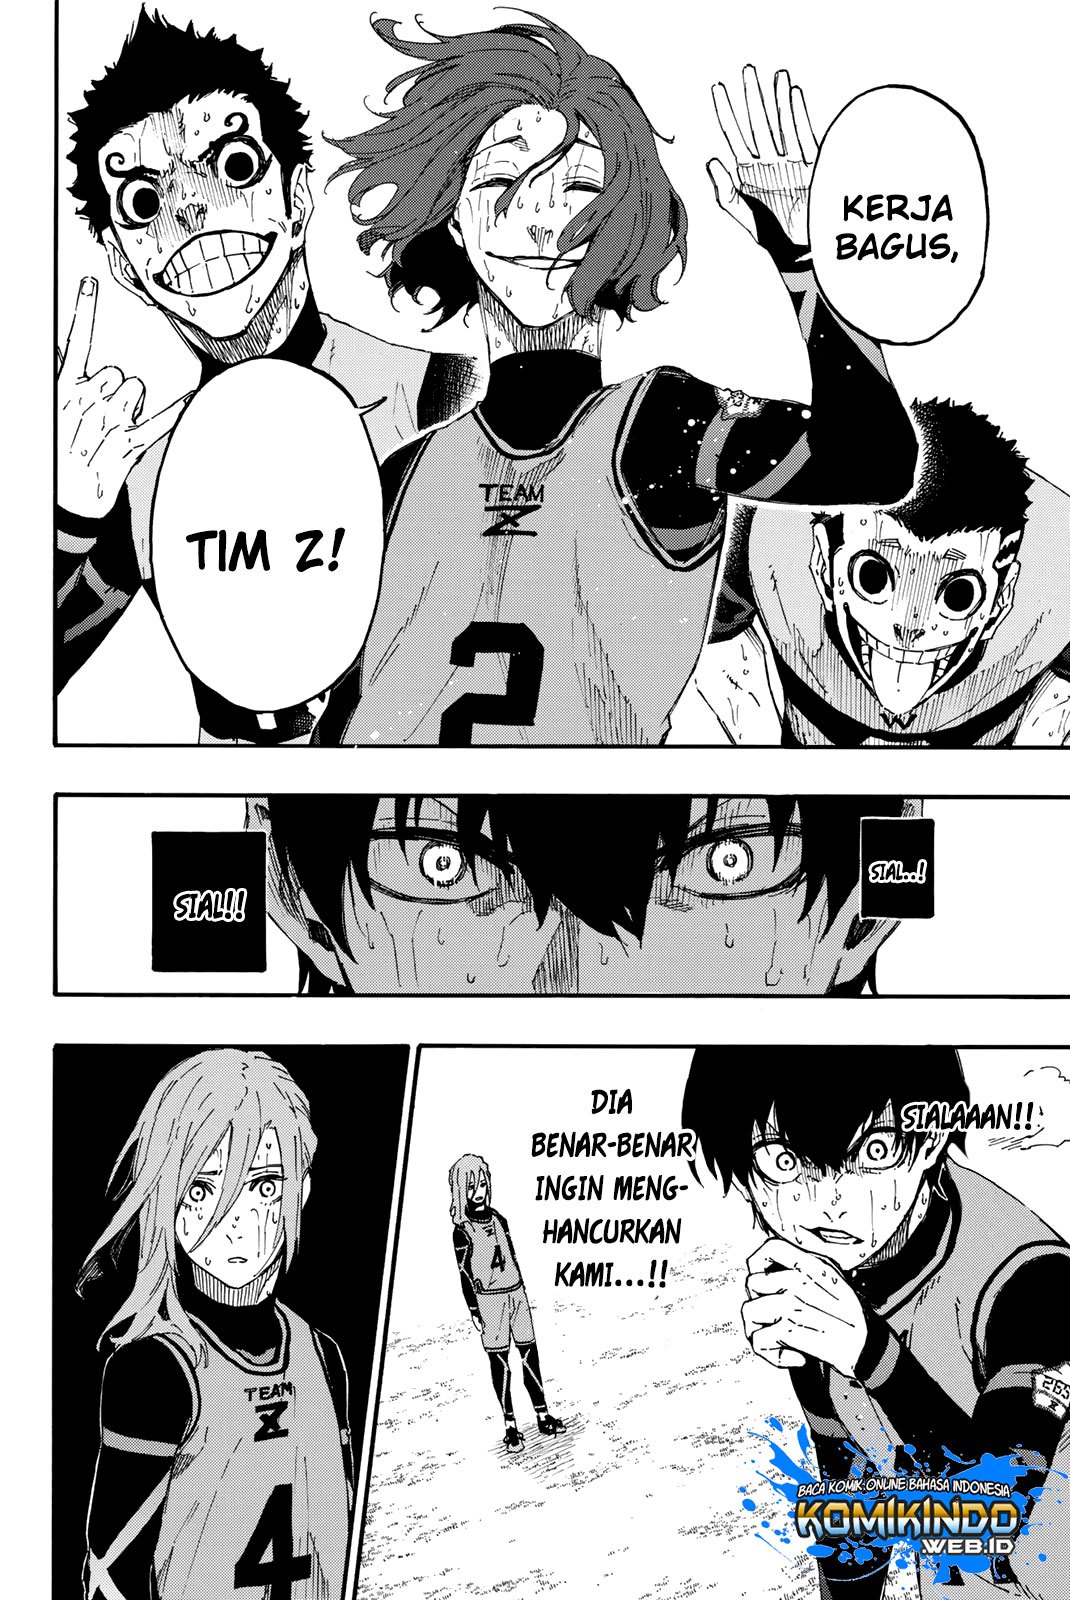 KERJA
BAGUS,
TIM Z!
TEAM
Z
2
W
SIAL..!
SIAL!!
SIALAAAN!!
DIA
BENAR-BENAR
INGIN MENG-
HANCURKAN
KAMI...!!
Z
4
TEAM
Z
4
BACA KOMIK ONLINE BAHASA INDONESIA
KOMIKINDO
WEB.ID